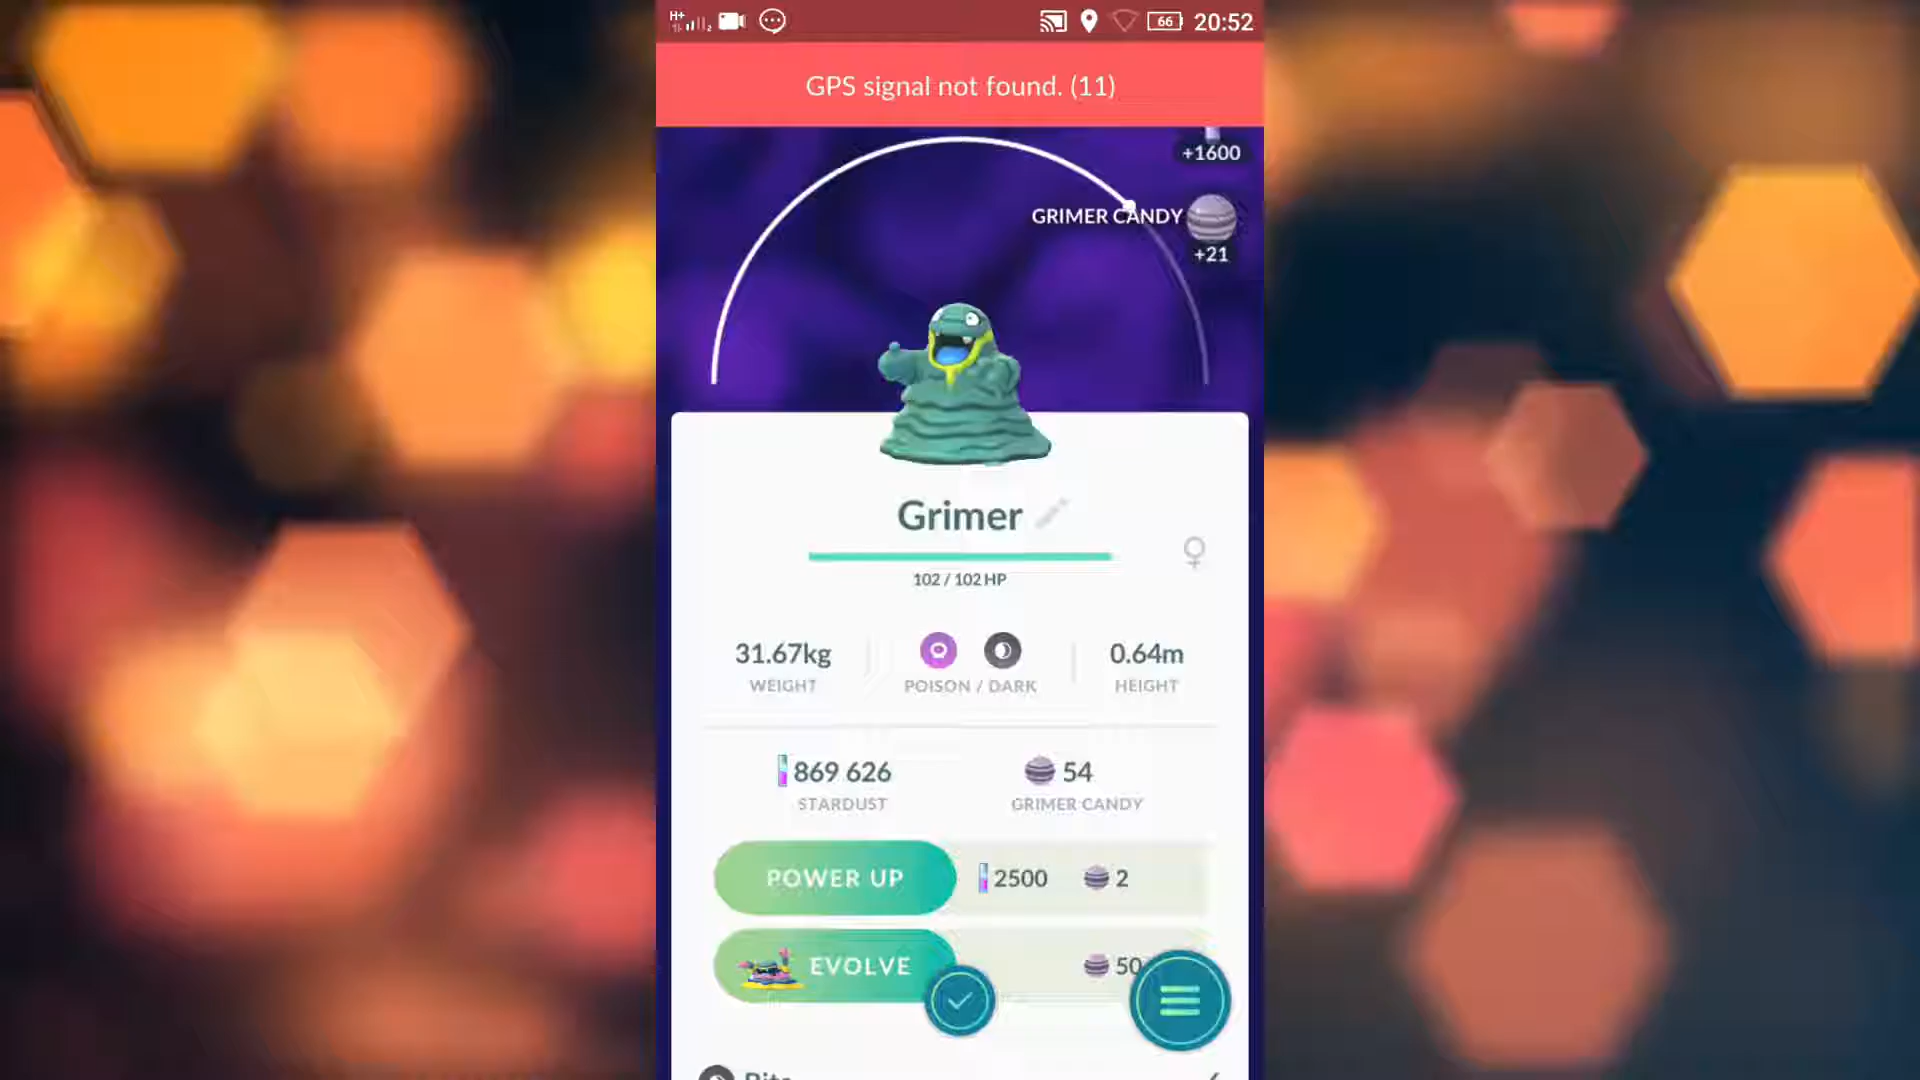 H+ 66 20:52
GPS signal not found. (11)
+1600
GRIMER CANDY
+21
Grimer
102 / 102 HP
31.67kg
WEIGHT
POISON / DARK
0.64m
HEIGHT
869 626
STARDUST
54
GRIMER CANDY
POWER UP 2500 2
EVOLVE 50